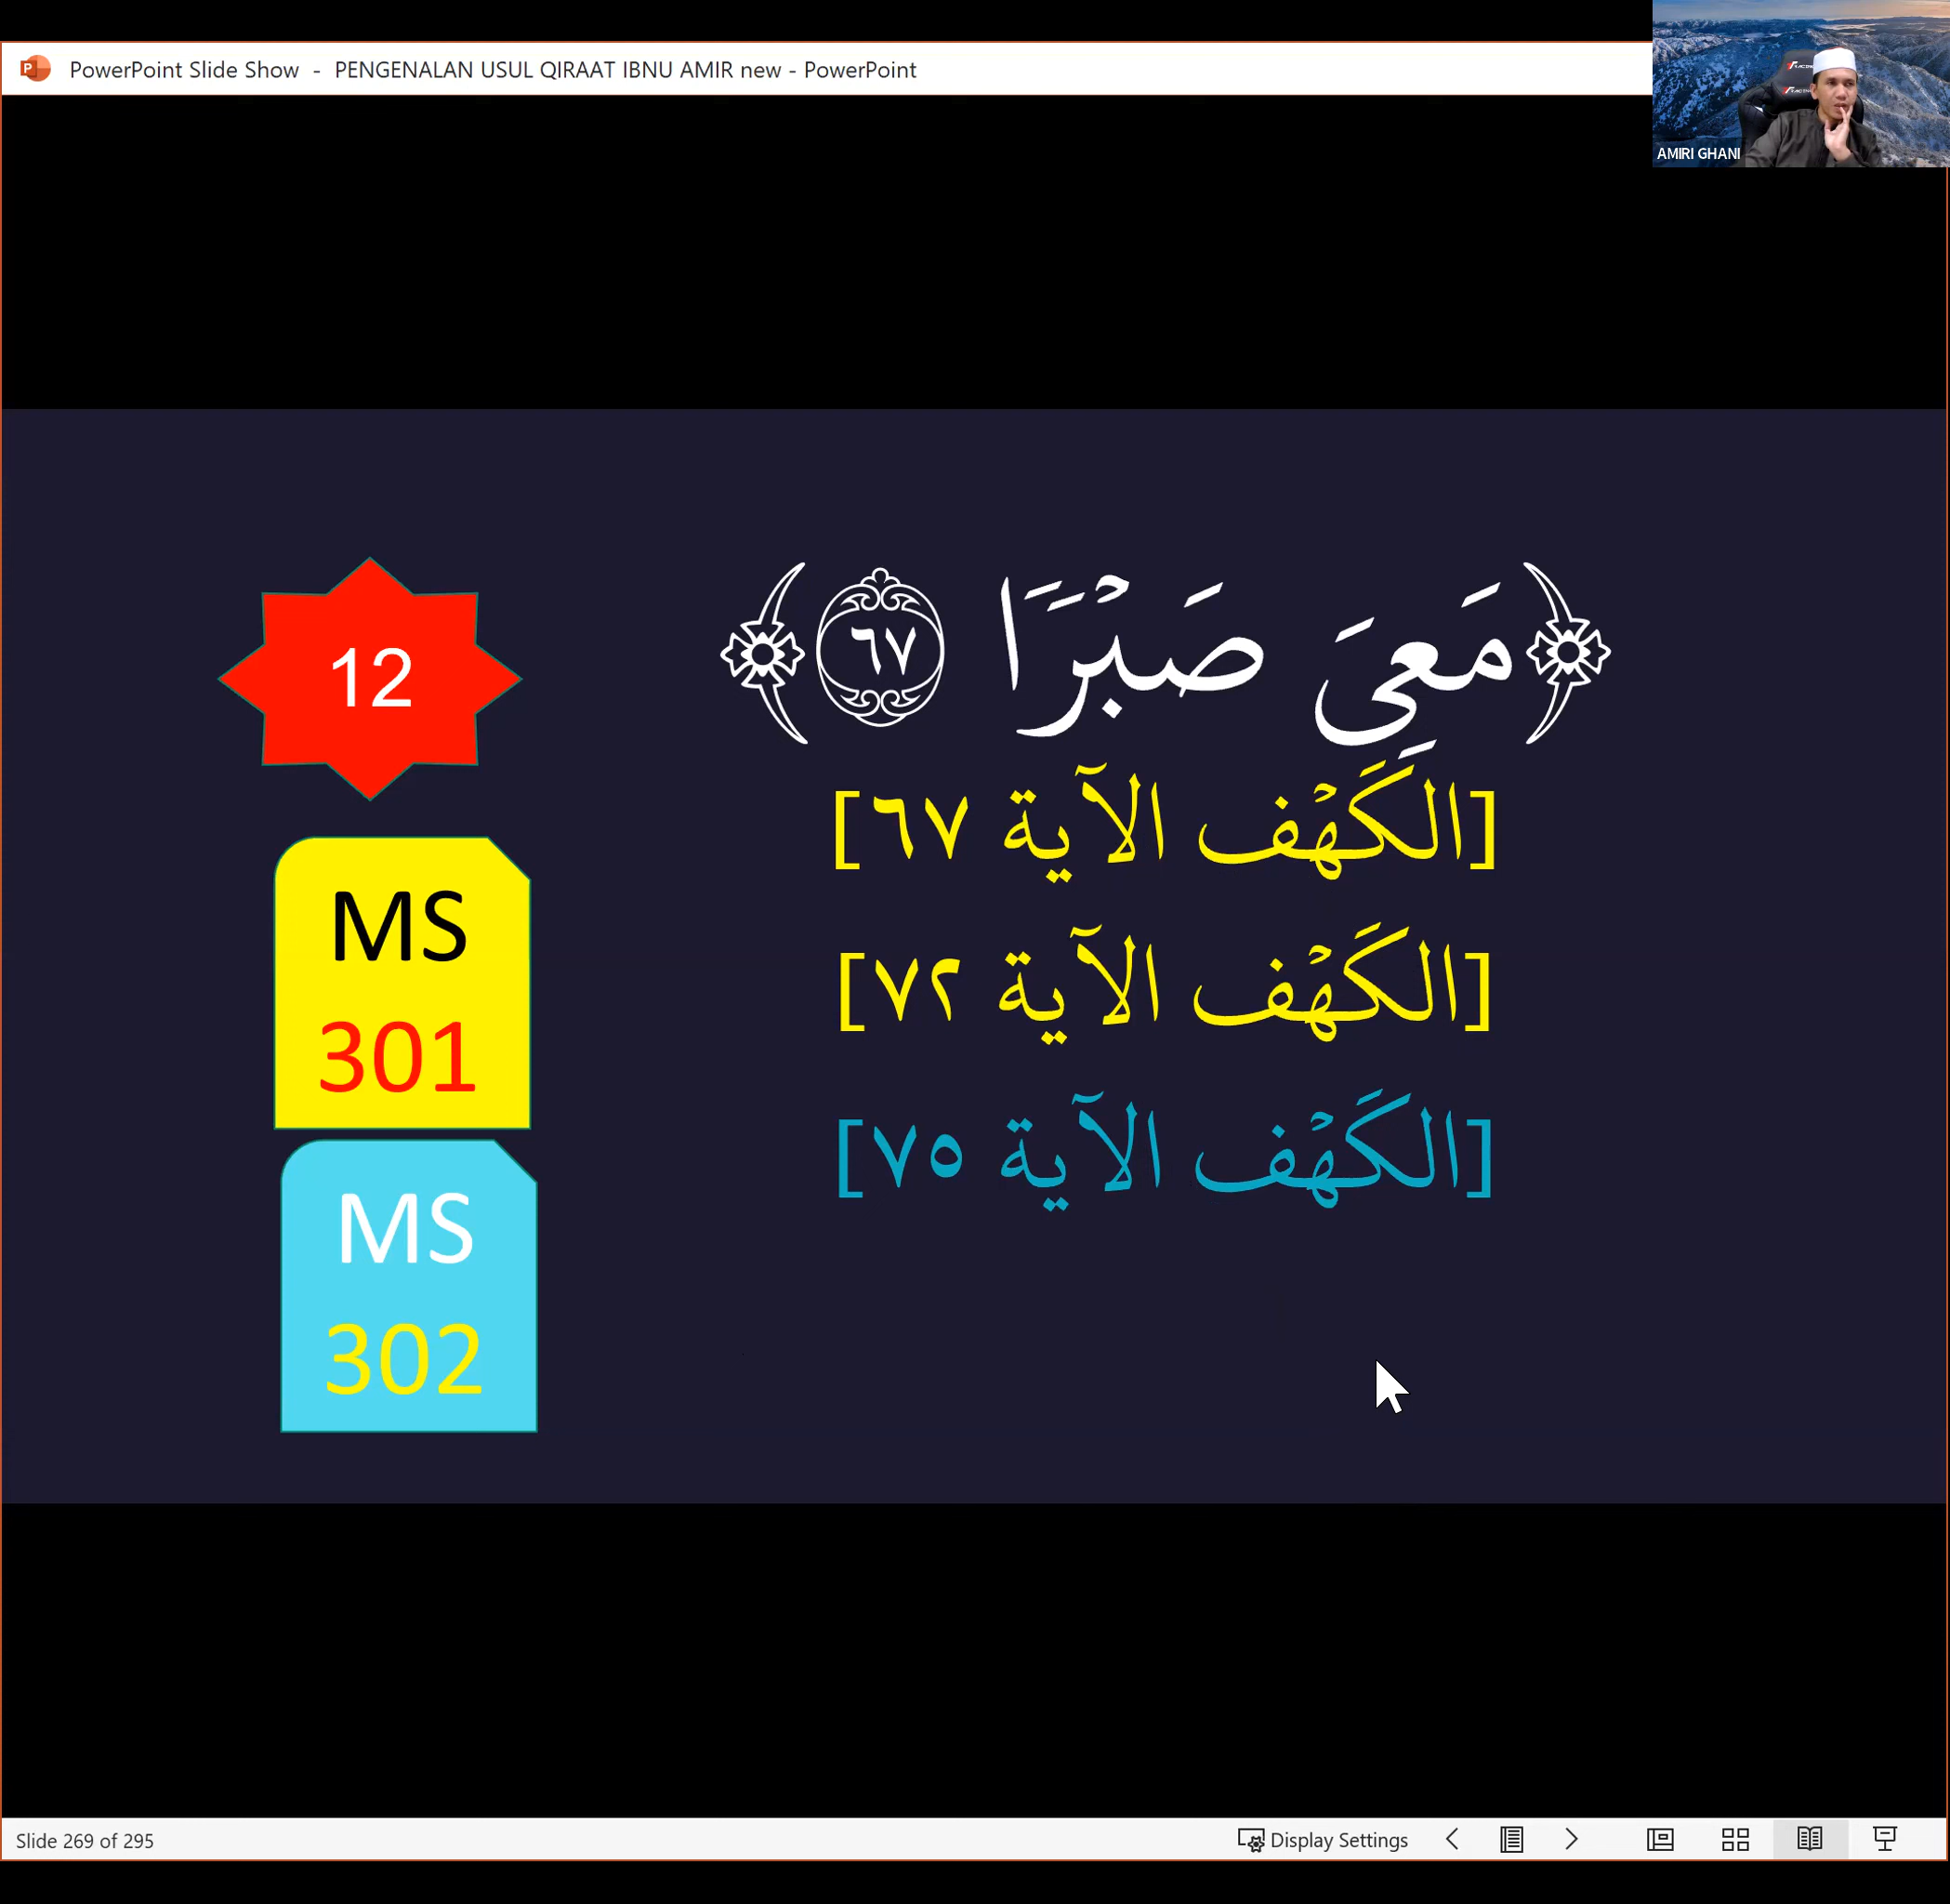 PowerPoint Slide Show - PENGENALAN USUL QIRAAT IBNU AMIR new - PowerPoint
AMIRI GHANI
12
﴿مَعِىَ صَبْرًا ٦٧﴾
[الكَهْف الآية ٦٧]
[الكَهْف الآية ٧٢]
[الكَهْف الآية ٧٥]
MS
301
MS
302
Slide 269 of 295
Display Settings